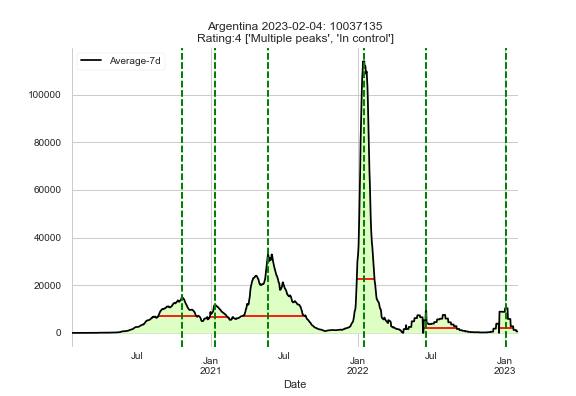 Argentina 2023-02-04: 10037135
Rating:4 ['Multiple peaks', 'In control']
Average-7d
100000
80000
60000
40000
20000
0
Jul
Jan
2021
Jul
Jan
2022
Jul
Jan
2023
Date